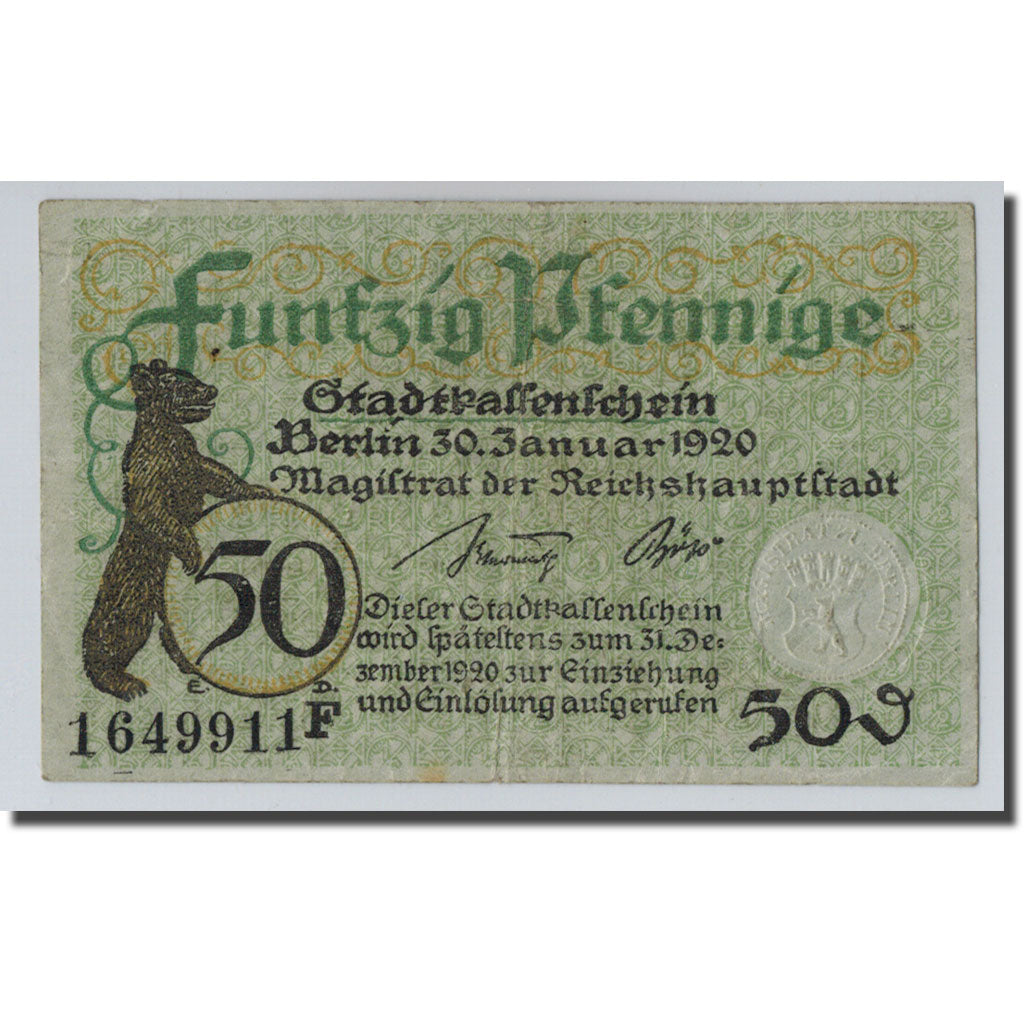 Funfzig Pfennige
Stadtkassenschein
Berlin 30. Januar 1920
Magistrat der Reichshauptstadt
50
Dieser Stadtkassenschein
wird spätestens zum 31. De=
zember 1920 zur Einziehung
und Einlösung aufgerufen
E. D.
1649911F
50₰